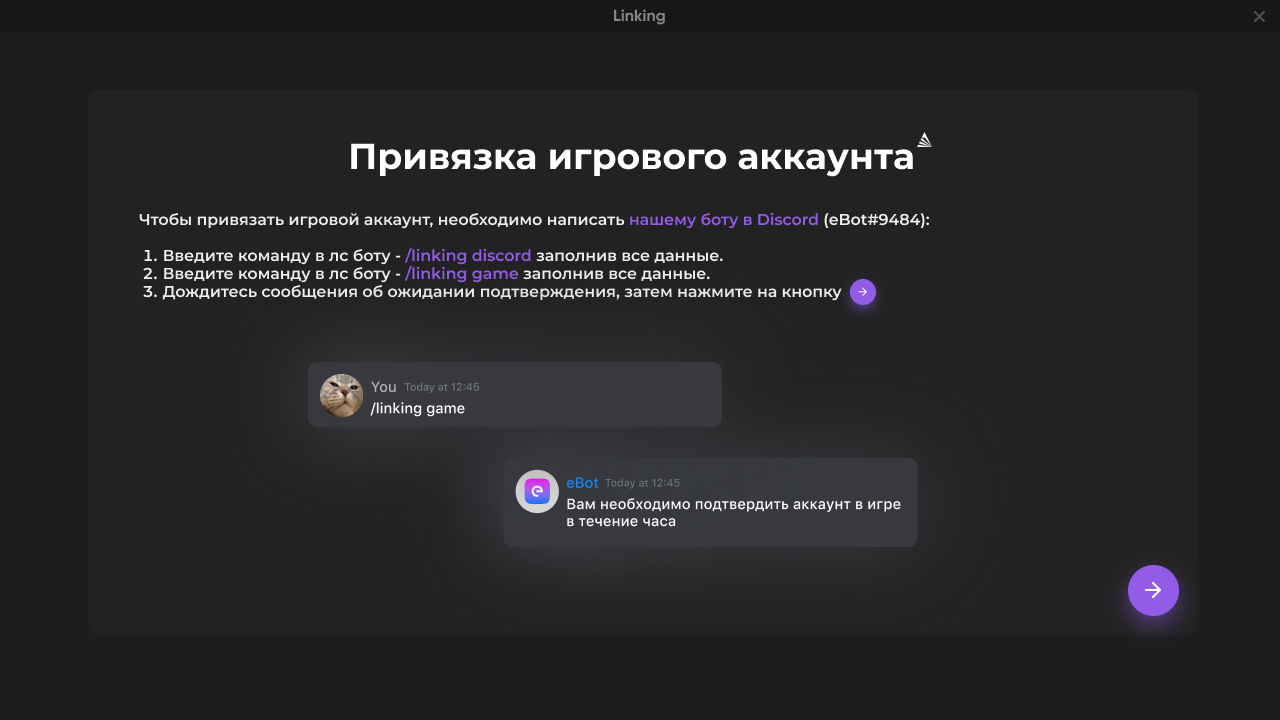 Linking
Привязка игрового аккаунта
Чтобы привязать игровой аккаунт, необходимо написать нашему боту в Discord (eBot#9484):
1. Введите команду в лс боту - /linking discord заполнив все данные.
2. Введите команду в лс боту - /linking game заполнив все данные.
3. Дождитесь сообщения об ожидании подтверждения, затем нажмите на кнопку
You Today at 12:45
/linking game
eBot Today at 12:45
Вам необходимо подтвердить аккаунт в игре
в течение часа